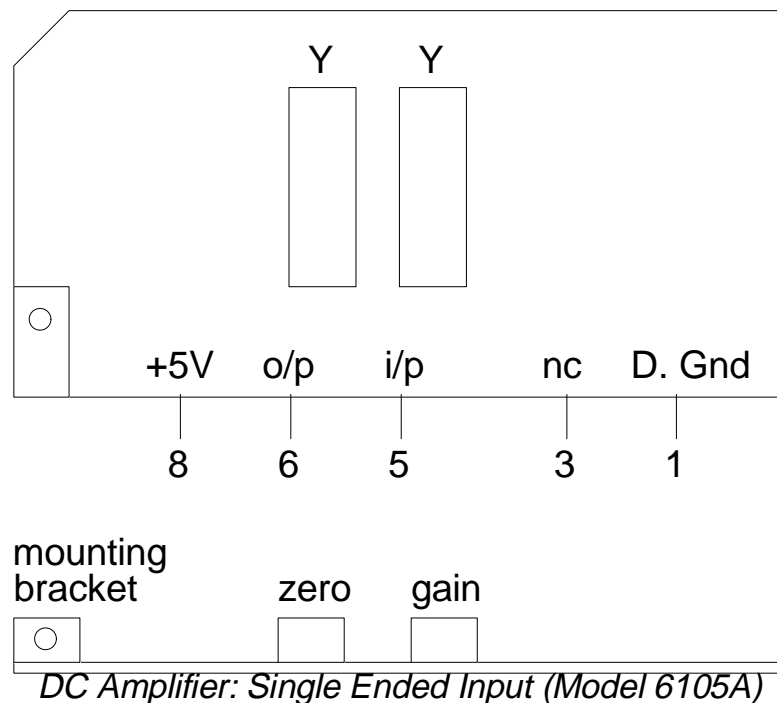 Y Y
+5V o/p i/p nc D. Gnd
8 6 5 3 1
mounting
bracket zero gain
DC Amplifier: Single Ended Input (Model 6105A)